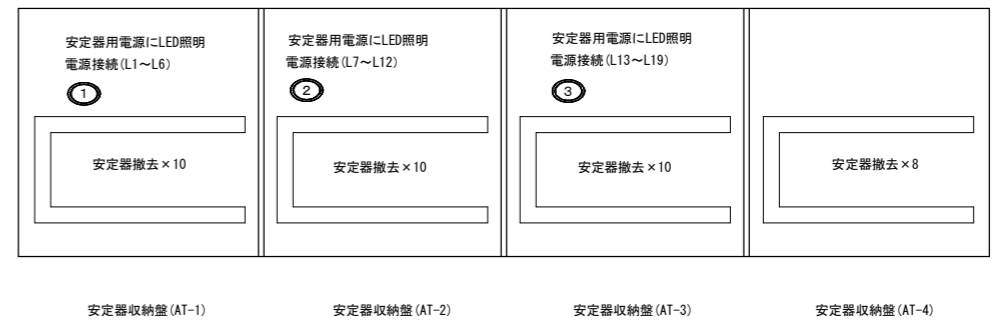 安定器用電源にLED照明
電源接続(L1～L6)
1
安定器撤去×10
安定器用電源にLED照明
電源接続(L7～L12)
2
安定器撤去×10
安定器用電源にLED照明
電源接続(L13～L19)
3
安定器撤去×10
安定器撤去×8
安定器収納盤(AT-1)
安定器収納盤(AT-2)
安定器収納盤(AT-3)
安定器収納盤(AT-4)